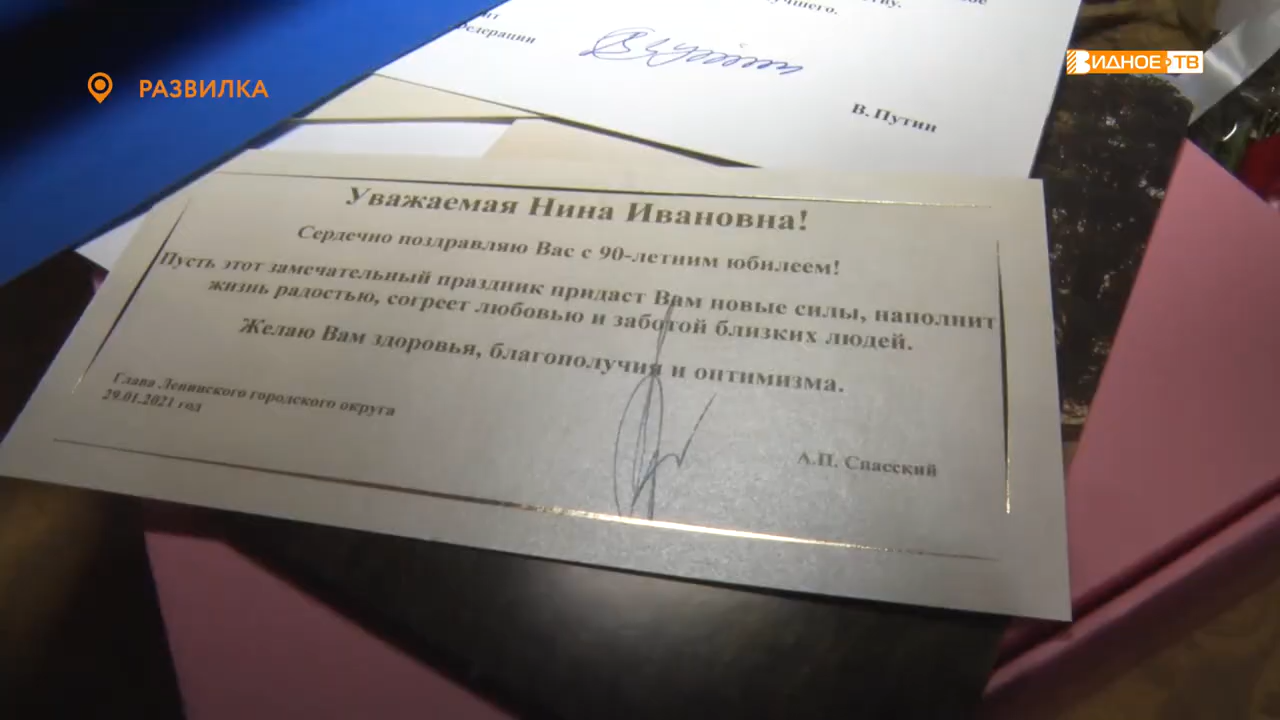 учшего.
Федерации
В. Путин
РАЗВИЛКА
ВИДНОЕ ТВ
Уважаемая Нина Ивановна!
Сердечно поздравляю Вас с 90-летним юбилеем!
Пусть этот замечательный праздник придаст Вам новые силы, наполнит
жизнь радостью, согреет любовью и заботой близких людей.
Желаю Вам здоровья, благополучия и оптимизма.
Глава Ленинского городского округа
29.01.2021 год
А.П. Спасский